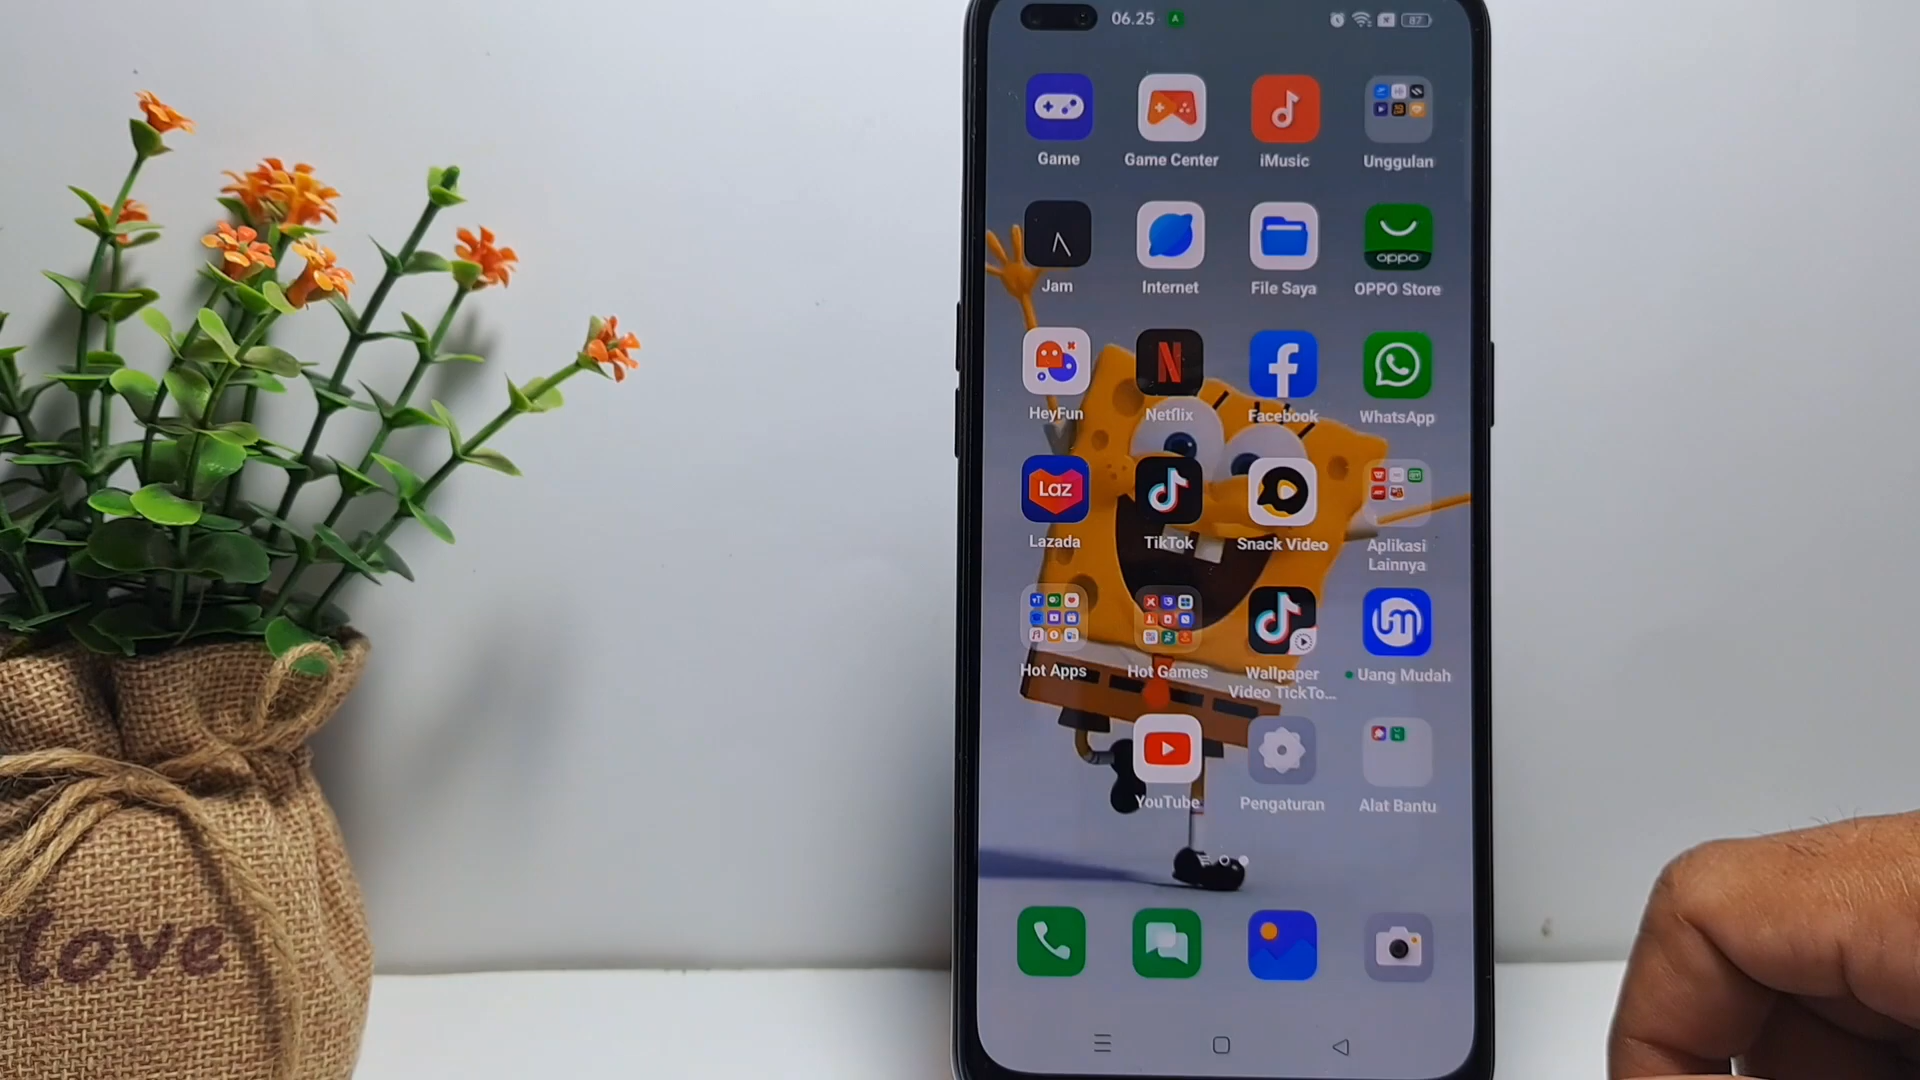 06.25 A 87
Game Game Center iMusic Unggulan
Jam Internet File Saya OPPO Store
oppo
HeyFun Netflix Facebook WhatsApp
Laz
Lazada TikTok Snack Video Aplikasi
Lainnya
Hot Apps Hot Games Wallpaper Uang Mudah
Video TickTo...
YouTube Pengaturan Alat Bantu
love